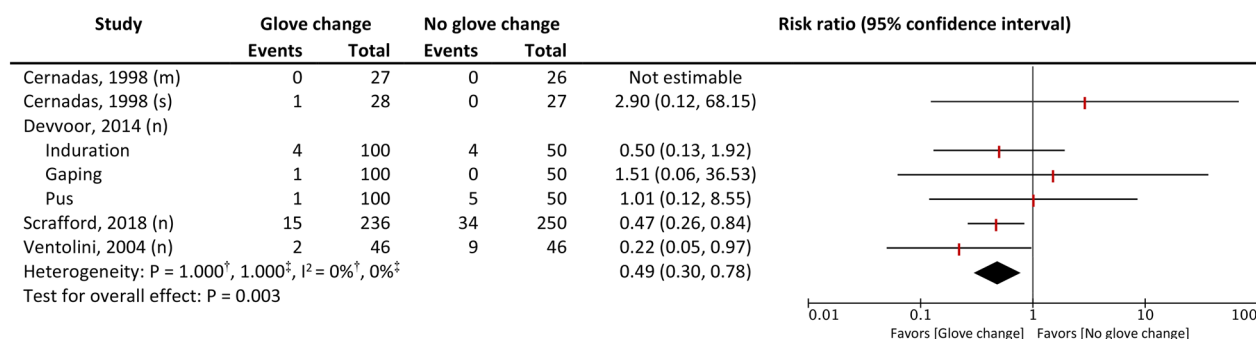 Study Glove change No glove change Risk ratio (95% confidence interval)
Events Total Events Total
Cernadas, 1998 (m) 0 27 0 26 Not estimable
Cernadas, 1998 (s) 1 28 0 27 2.90 (0.12, 68.15)
Devvoor, 2014 (n)
Induration 4 100 4 50 0.50 (0.13, 1.92)
Gaping 1 100 0 50 1.51 (0.06, 36.53)
Pus 1 100 5 50 1.01 (0.12, 8.55)
Scrafford, 2018 (n) 15 236 34 250 0.47 (0.26, 0.84)
Ventolini, 2004 (n) 2 46 9 46 0.22 (0.05, 0.97)
Heterogeneity: P = 1.000†, 1.000‡, I² = 0%†, 0%‡ 0.49 (0.30, 0.78)
Test for overall effect: P = 0.003
0.01 0.1 1 10 100
Favors [Glove change] Favors [No glove change]